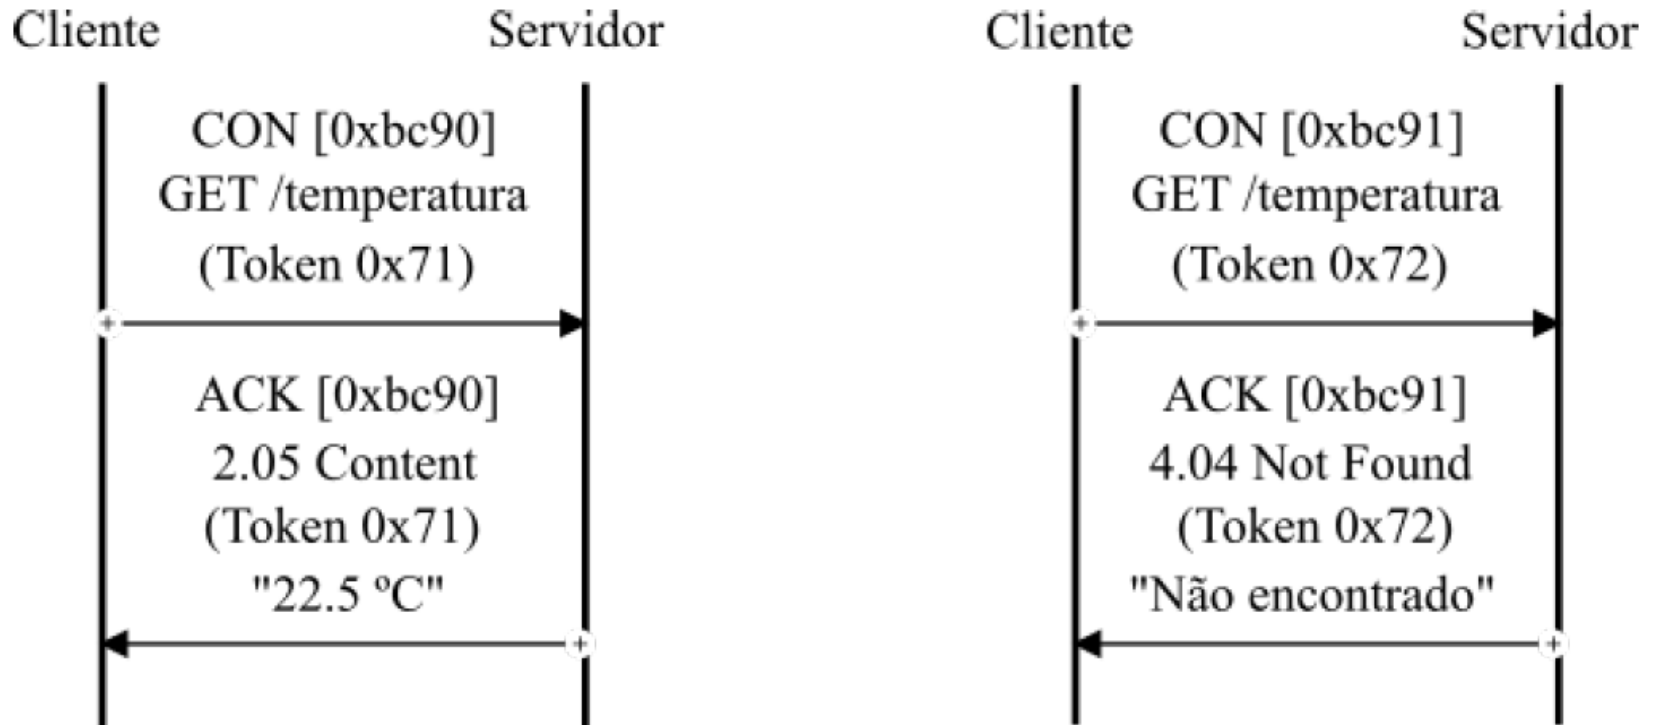 Cliente
Servidor
CON [0xbc90]
GET /temperatura
(Token 0x71)
ACK [0xbc90]
2.05 Content
(Token 0x71)
"22.5 ºC"
Cliente
Servidor
CON [0xbc91]
GET /temperatura
(Token 0x72)
ACK [0xbc91]
4.04 Not Found
(Token 0x72)
"Não encontrado"